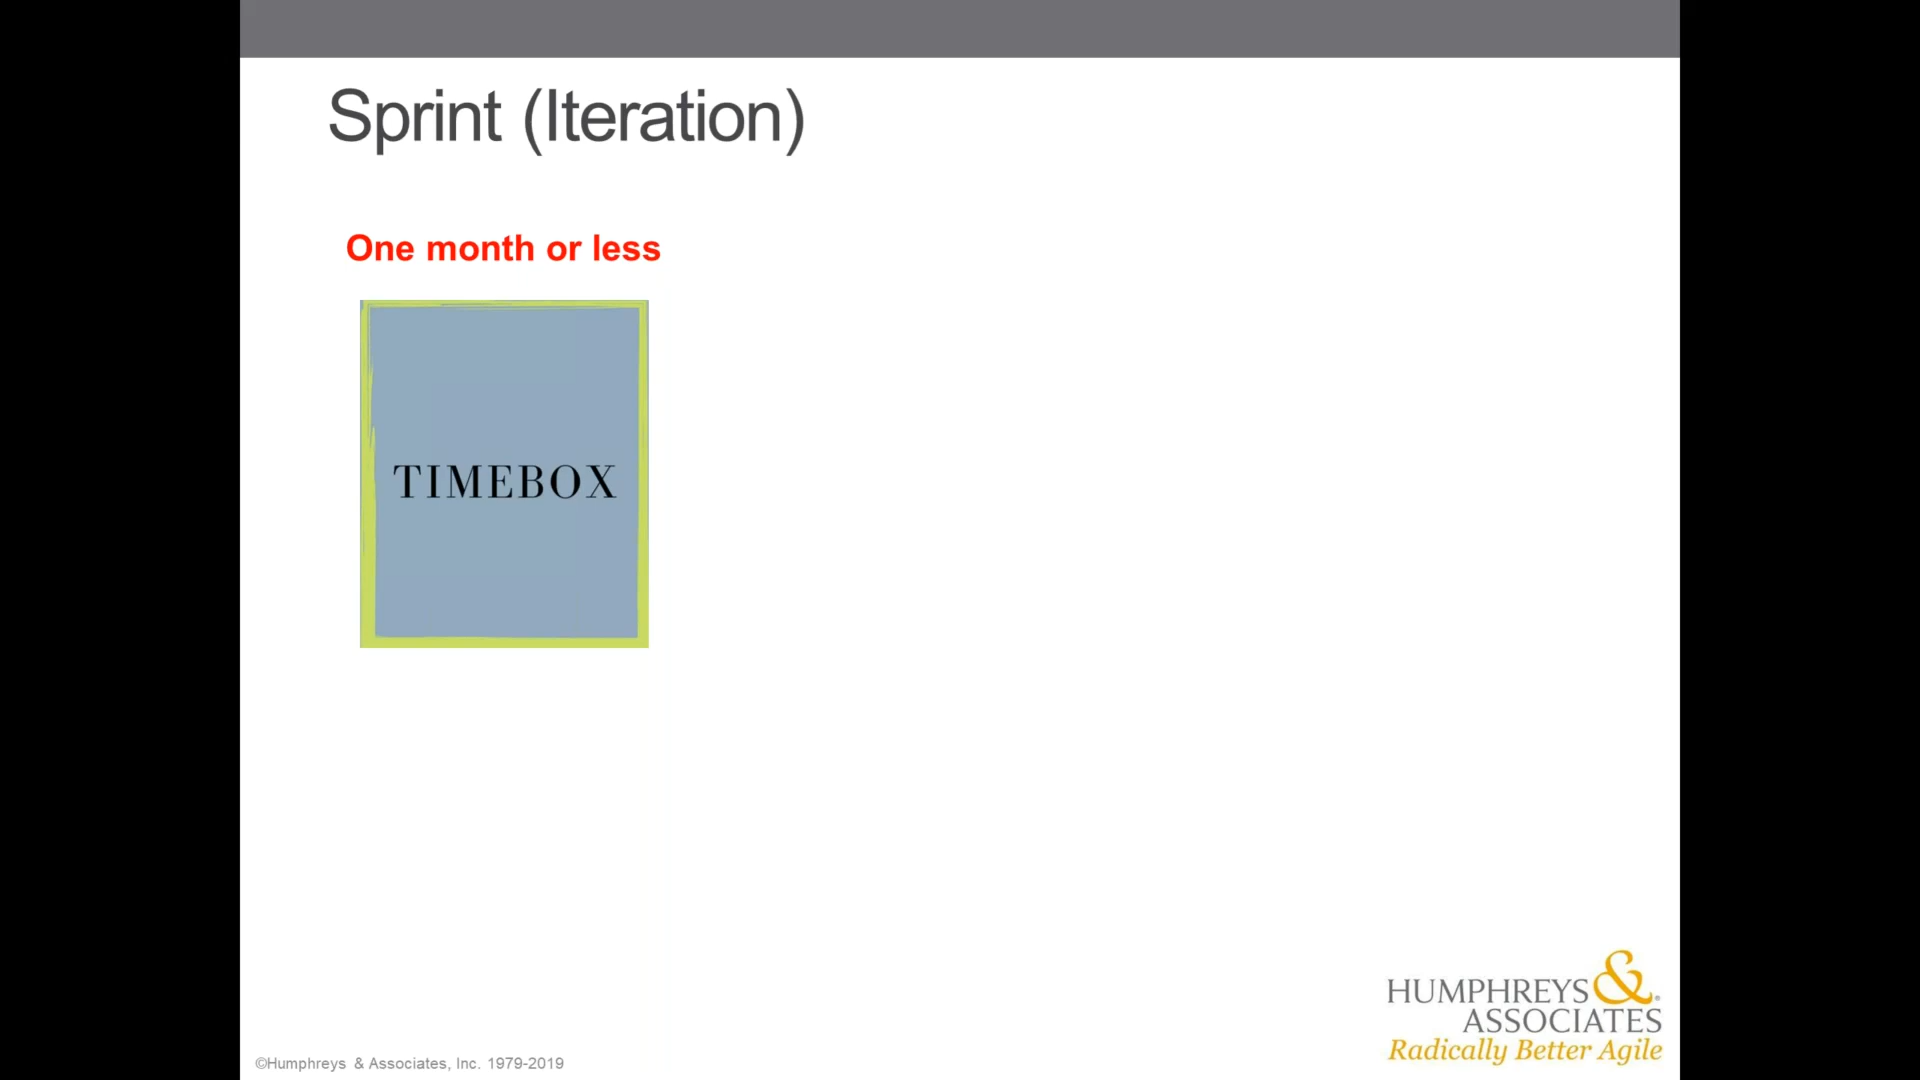 Sprint (Iteration)
One month or less
TIMEBOX
HUMPHREYS &®
ASSOCIATES
Radically Better Agile
©Humphreys & Associates, Inc. 1979-2019